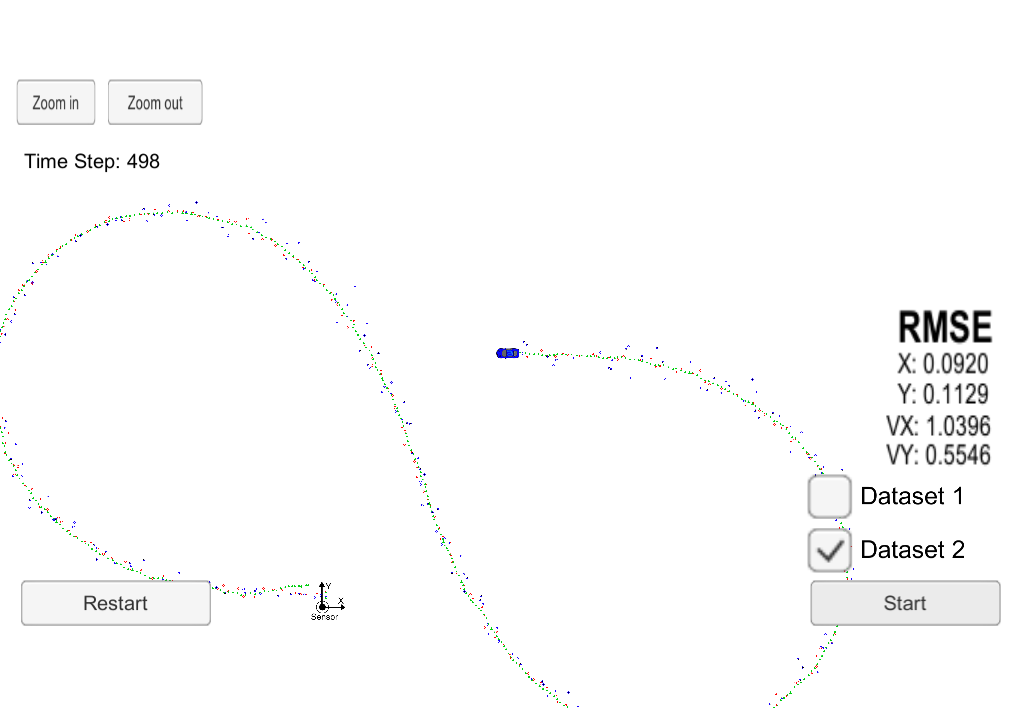 Zoom in
Zoom out
Time Step: 498
RMSE
X: 0.0920
Y: 0.1129
VX: 1.0396
VY: 0.5546
Dataset 1
Dataset 2
Restart
Start
Y
X
Sensor